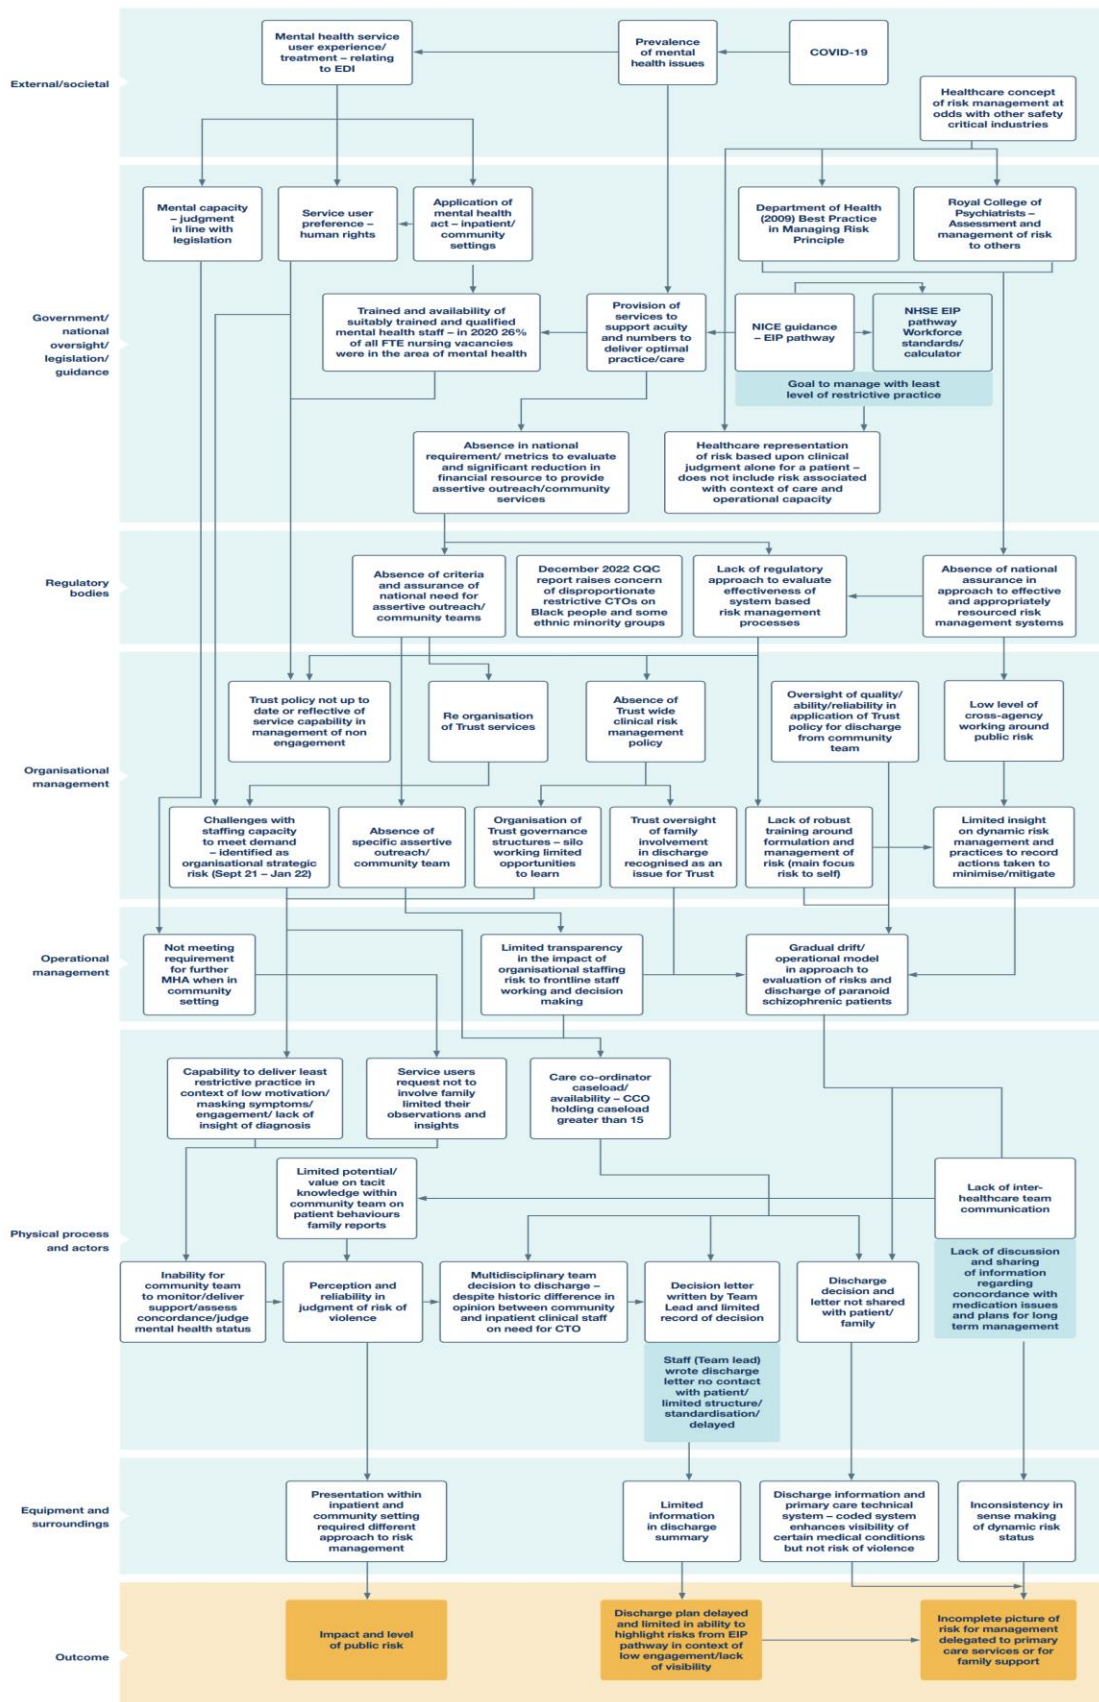 External/societal
Mental health service
user experience/
treatment – relating
to EDI
Prevalence
of mental
health issues
COVID-19
Healthcare concept
of risk management at
odds with other safety
critical industries
Government/
national
oversight/
legislation/
guidance
Mental capacity
– judgment
in line with
legislation
Service user
preference –
human rights
Application of
mental health
act – inpatient/
community
settings
Department of Health
(2009) Best Practice
in Managing Risk
Principle
Royal College of
Psychiatrists –
Assessment and
management of risk
to others
Trained and availability of
suitably trained and qualified
mental health staff – in 2020 26%
of all FTE nursing vacancies
were in the area of mental health
Provision of
services to
support acuity
and numbers to
deliver optimal
practice/care
NICE guidance
– EIP pathway
NHSE EIP
pathway
Workforce
standards/
calculator
Goal to manage with least
level of restrictive practice
Absence in national
requirement/ metrics to evaluate
and significant reduction in
financial resource to provide
assertive outreach/community
services
Healthcare representation
of risk based upon clinical
judgment alone for a patient –
does not include risk associated
with context of care and
operational capacity
Regulatory
bodies
Absence of criteria
and assurance of
national need for
assertive outreach/
community teams
December 2022 CQC
report raises concern
of disproportionate
restrictive CTOs on
Black people and some
ethnic minority groups
Lack of regulatory
approach to evaluate
effectiveness of
system based
risk management
processes
Absence of national
assurance in
approach to effective
and appropriately
resourced risk
management systems
Organisational
management
Trust policy not up to
date or reflective of
service capability in
management of non
engagement
Re organisation
of Trust services
Absence of
Trust wide
clinical risk
management
policy
Oversight of quality/
ability/reliability in
application of Trust
policy for discharge
from community
team
Low level of
cross-agency
working around
public risk
Challenges with
staffing capacity
to meet demand
– identified as
organisational strategic
risk (Sept 21 – Jan 22)
Absence of
specific assertive
outreach/
community team
Organisation of
Trust governance
structures – silo
working limited
opportunities
to learn
Trust oversight
of family
involvement
in discharge
recognised as an
issue for Trust
Lack of robust
training around
formulation and
management of
risk (main focus
risk to self)
Limited insight
on dynamic risk
management and
practices to record
actions taken to
minimise/mitigate
Operational
management
Not meeting
requirement
for further
MHA when in
community
setting
Limited transparency
in the impact of
organisational staffing
risk to frontline staff
working and decision
making
Gradual drift/
operational model
in approach to
evaluation of risks and
discharge of paranoid
schizophrenic patients
Physical process
and actors
Capability to deliver least
restrictive practice in
context of low motivation/
masking symptoms/
engagement/ lack of
insight of diagnosis
Service users
request not to
involve family
limited their
observations and
insights
Care co-ordinator
caseload/
availability – CCO
holding caseload
greater than 15
Limited potential/
value on tacit
knowledge within
community team on
patient behaviours
family reports
Lack of inter-
healthcare team
communication
Lack of discussion
and sharing
of information
regarding
concordance with
medication issues
and plans for long
term management
Inability for
community team
to monitor/deliver
support/assess
concordance/judge
mental health status
Perception and
reliability in
judgment of risk of
violence
Multidisciplinary team
decision to discharge –
despite historic difference in
opinion between community
and inpatient clinical staff
on need for CTO
Decision letter
written by Team
Lead and limited
record of decision
Discharge
decision and
letter not shared
with patient/
family
Staff (Team lead)
wrote discharge
letter no contact
with patient/
limited structure/
standardisation/
delayed
Equipment and
surroundings
Presentation within
inpatient and
community setting
required different
approach to risk
management
Limited
information
in discharge
summary
Discharge information and
primary care technical
system – coded system
enhances visibility of
certain medical conditions
but not risk of violence
Inconsistency in
sense making
of dynamic risk
status
Outcome
Impact and level
of public risk
Discharge plan delayed
and limited in ability to
highlight risks from EIP
pathway in context of
low engagement/lack
of visibility
Incomplete picture of
risk for management
delegated to primary
care services or for
family support